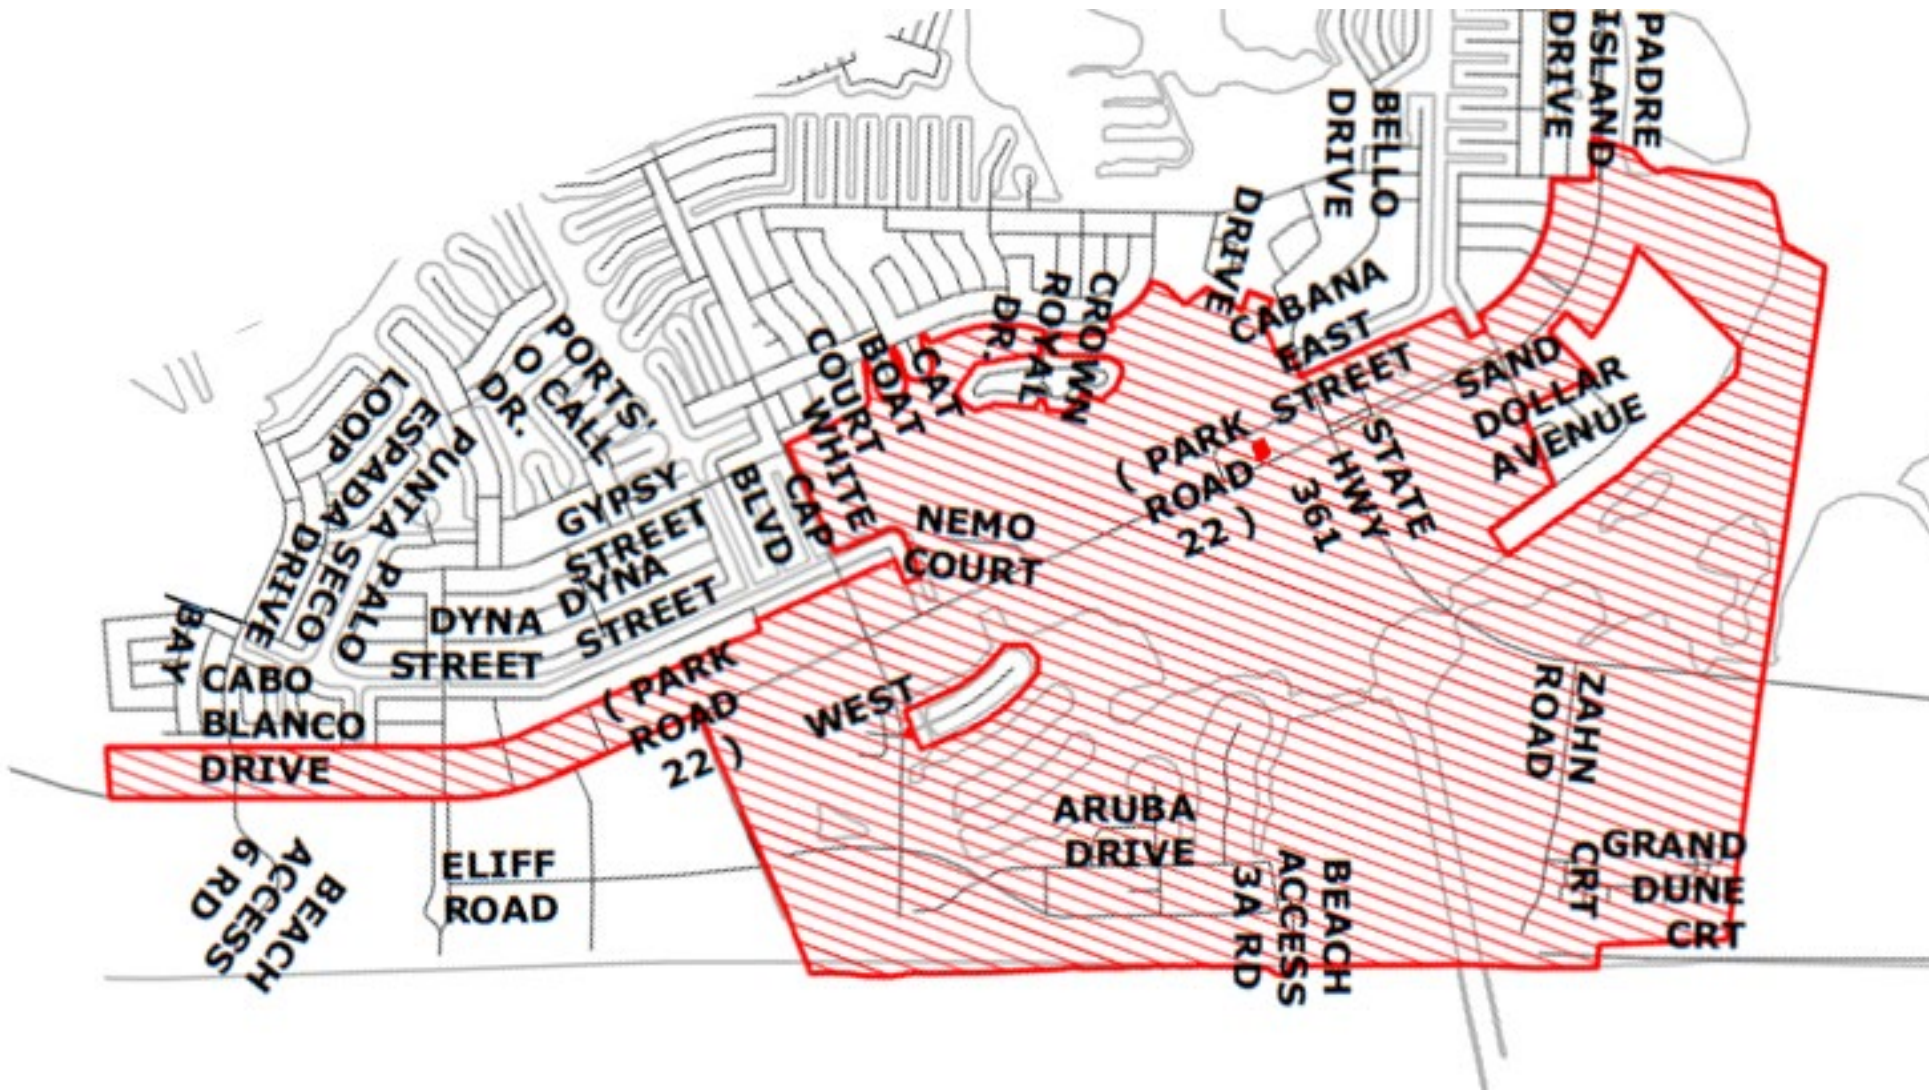 PADRE
ISLAND
DRIVE
BELLO
DRIVE
DRIVE
CABANA
EAST
STREET
CROWN
ROYAL
DR.
CAT
BOAT
COURT
WHITE
CAP
SAND
DOLLAR
AVENUE
( PARK
ROAD
22 )
STATE
HWY
361
PORTS'
O CALL
DR.
LOOP
ESPADA
PUNTA
GYPSY
STREET
BLVD
NEMO
COURT
DYNA
STREET
DYNA
STREET
PALO
SECO
DRIVE
BAY
CABO
BLANCO
DRIVE
( PARK
ROAD
22 )
WEST
ZAHN
ROAD
ARUBA
DRIVE
GRAND
DUNE
CRT
CRT
ELIFF
ROAD
BEACH
ACCESS
6 RD
BEACH
ACCESS
3A RD